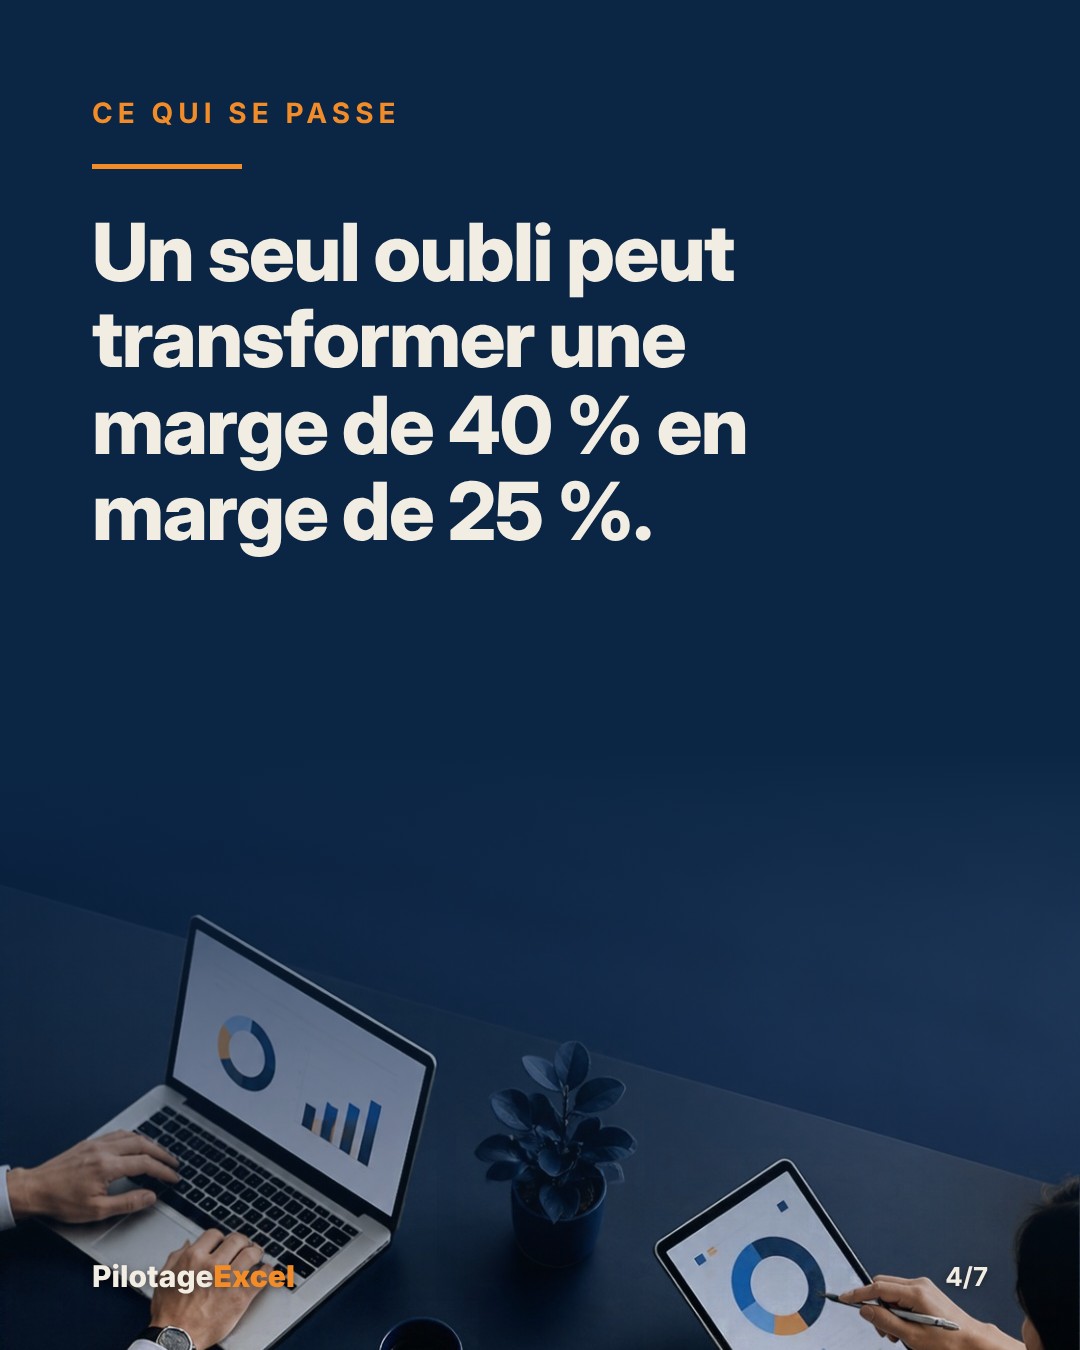 CE QUI SE PASSE
Un seul oubli peut
transformer une
marge de 40 % en
marge de 25 %.
PilotageExcel
4/7